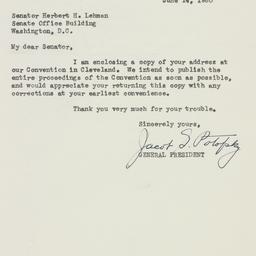 June 14, 1950
Senator Herbert H. Lehman
Senate Office Building
Washington, D.C.
My dear Senator,
I am enclosing a copy of your address at
our Convention in Cleveland. We intend to publish the
entire proceedings of the Convention as soon as possible,
and would appreciate your returning this copy with any
corrections at your earliest convenience.
Thank you very much for your trouble.
Sincerely yours,
Jacob S. Potofsky
GENERAL PRESIDENT